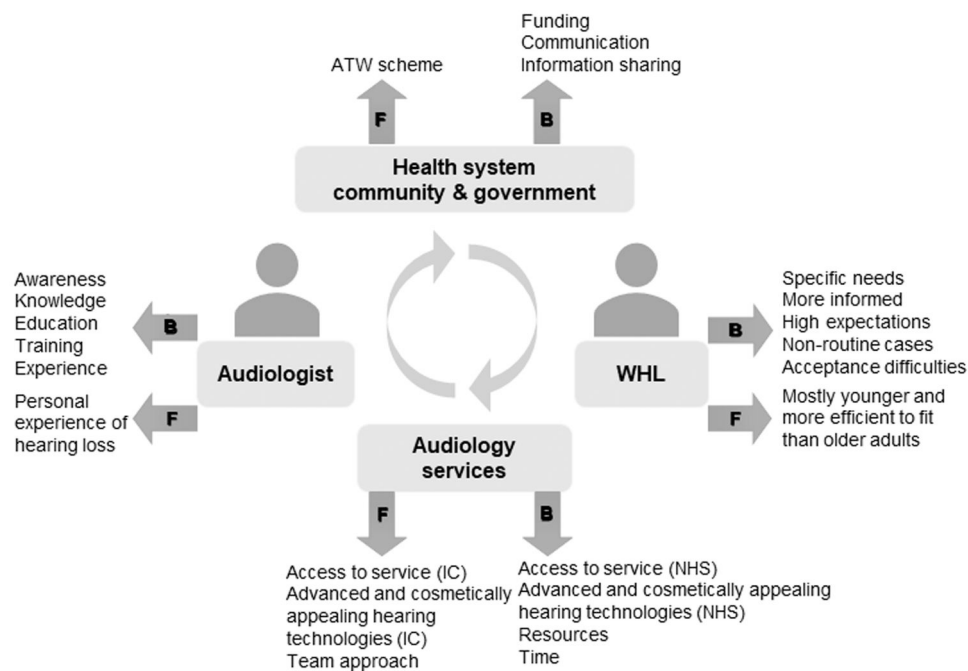 Funding
Communication
Information sharing
ATW scheme
F
B
Health system
community & government
Awareness
Knowledge
Education
Training
Experience
B
Audiologist
Personal
experience of
hearing loss
F
WHL
B
Specific needs
More informed
High expectations
Non-routine cases
Acceptance difficulties
F
Mostly younger and
more efficient to fit
than older adults
Audiology
services
F
B
Access to service (IC)
Advanced and cosmetically
appealing hearing
technologies (IC)
Team approach
Access to service (NHS)
Advanced and cosmetically appealing
hearing technologies (NHS)
Resources
Time